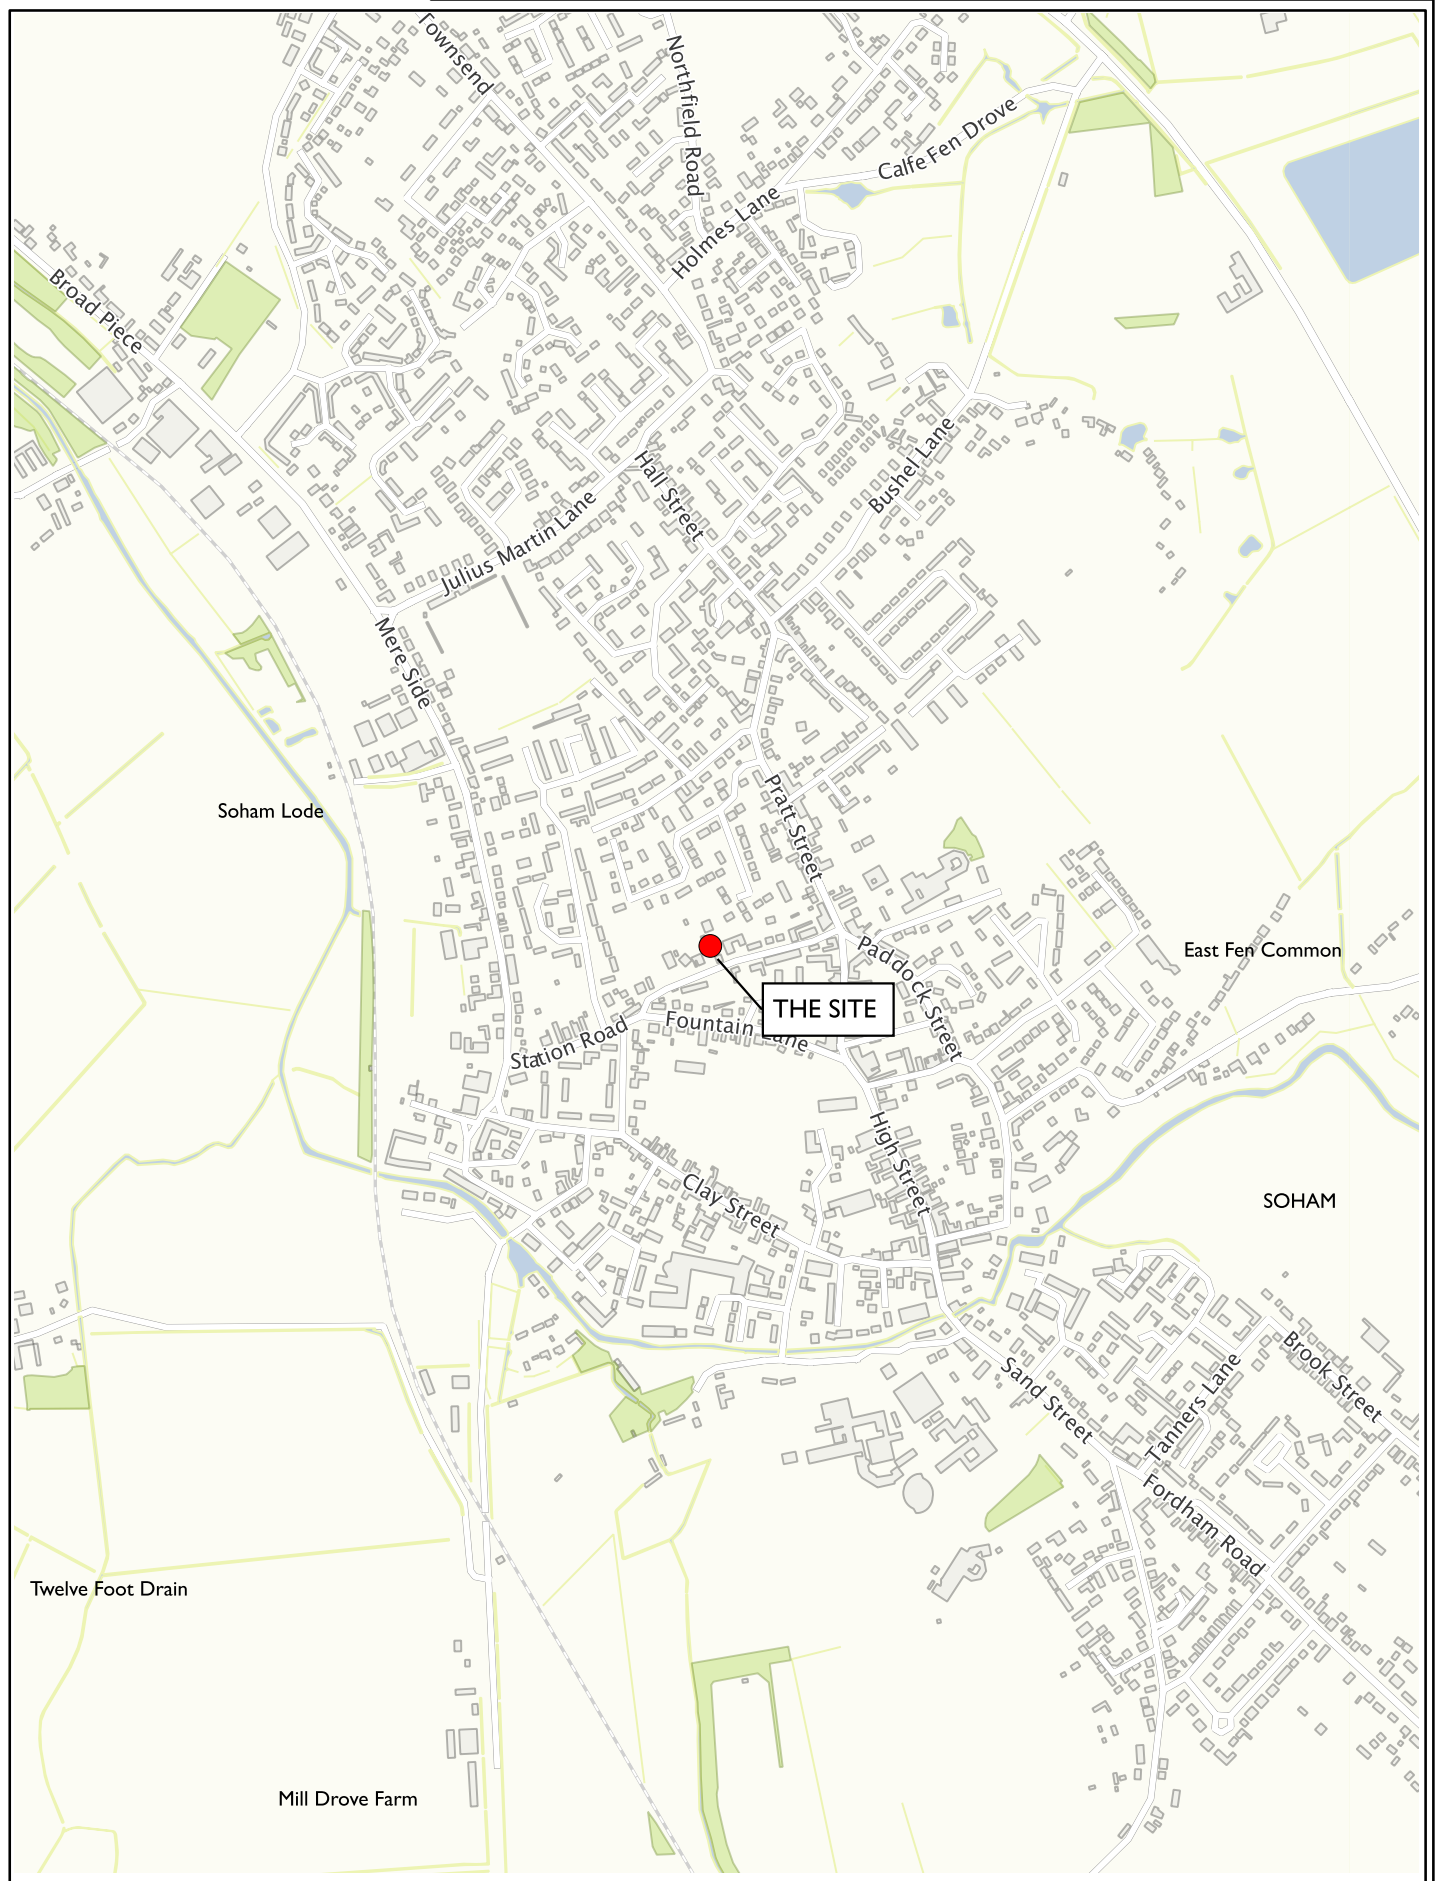 Townsend
Northfield Road
Calfe Fen Drove
Holmes Lane
Broad Piece
Hall Street
Bushel Lane
Julius Martin Lane
Mere Side
Soham Lode
Pratt Street
East Fen Common
Paddock Street
THE SITE
Fountain Lane
Station Road
High Street
Clay Street
SOHAM
Brook Street
Sand Street
Tanners Lane
Fordham Road
Twelve Foot Drain
Mill Drove Farm